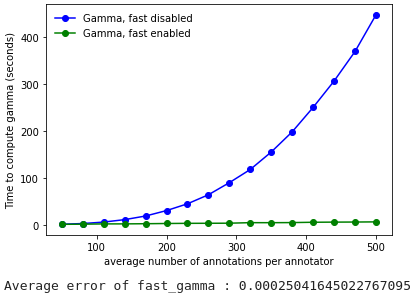 Gamma, fast disabled
Gamma, fast enabled
Time to compute gamma (seconds)
400
300
200
100
0
100
200
300
400
500
average number of annotations per annotator
Average error of fast_gamma : 0.00025041645022767095